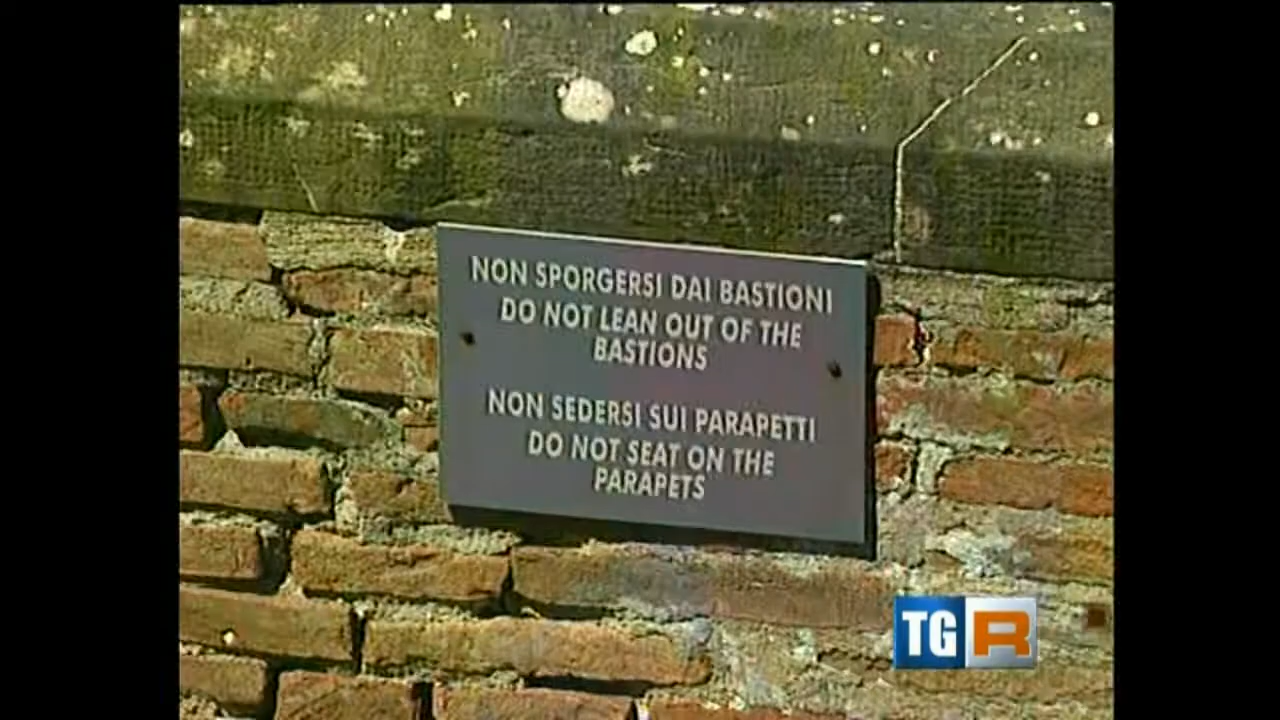 NON SPORGERSI DAI BASTIONI
DO NOT LEAN OUT OF THE
BASTIONS
NON SEDERSI SUI PARAPETTI
DO NOT SEAT ON THE
PARAPETS
TGR